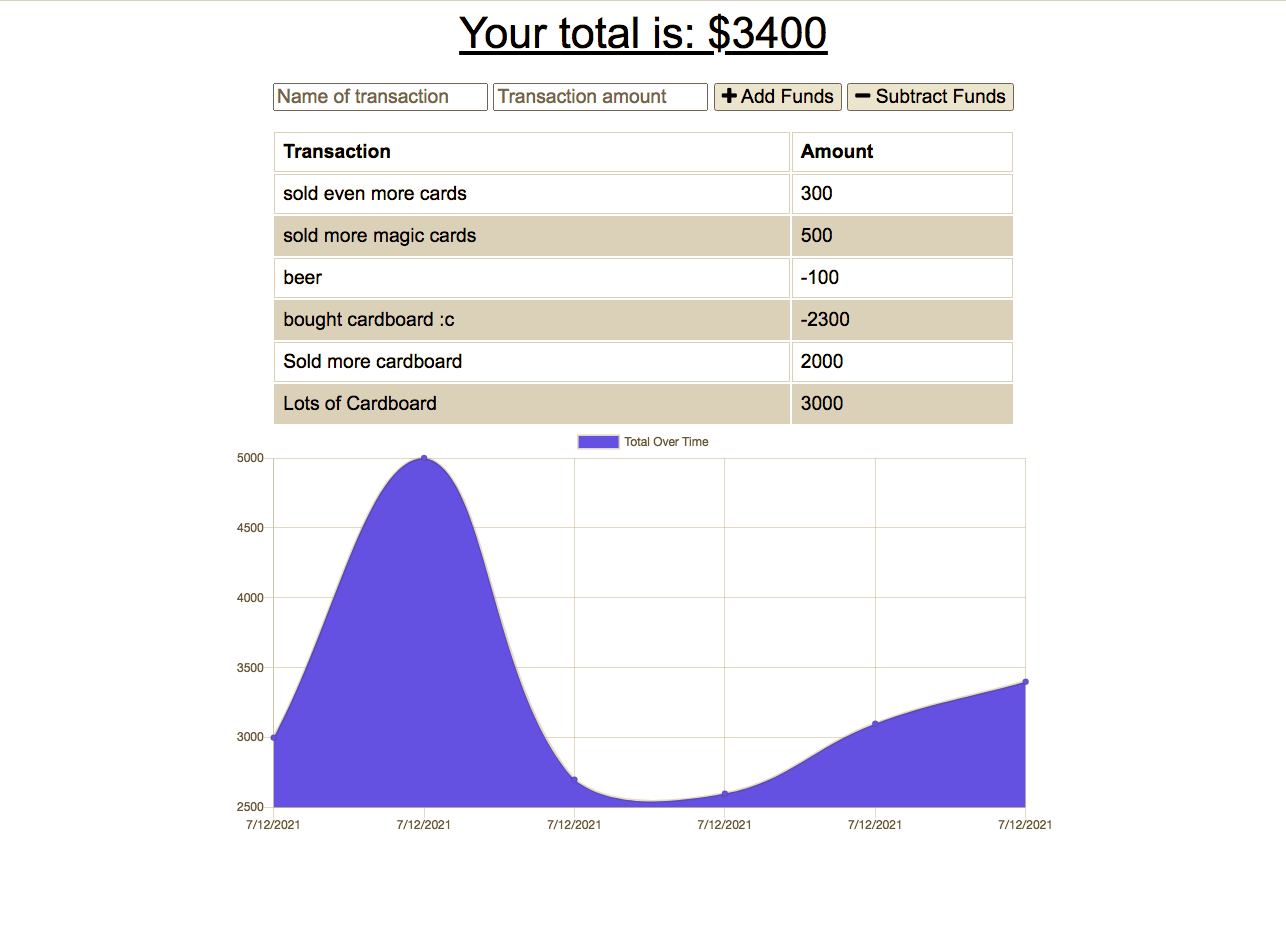 Your total is: $3400
Name of transaction Transaction amount + Add Funds − Subtract Funds
Transaction Amount
sold even more cards 300
sold more magic cards 500
beer -100
bought cardboard :c -2300
Sold more cardboard 2000
Lots of Cardboard 3000
Total Over Time
5000
4500
4000
3500
3000
2500
7/12/2021 7/12/2021 7/12/2021 7/12/2021 7/12/2021 7/12/2021